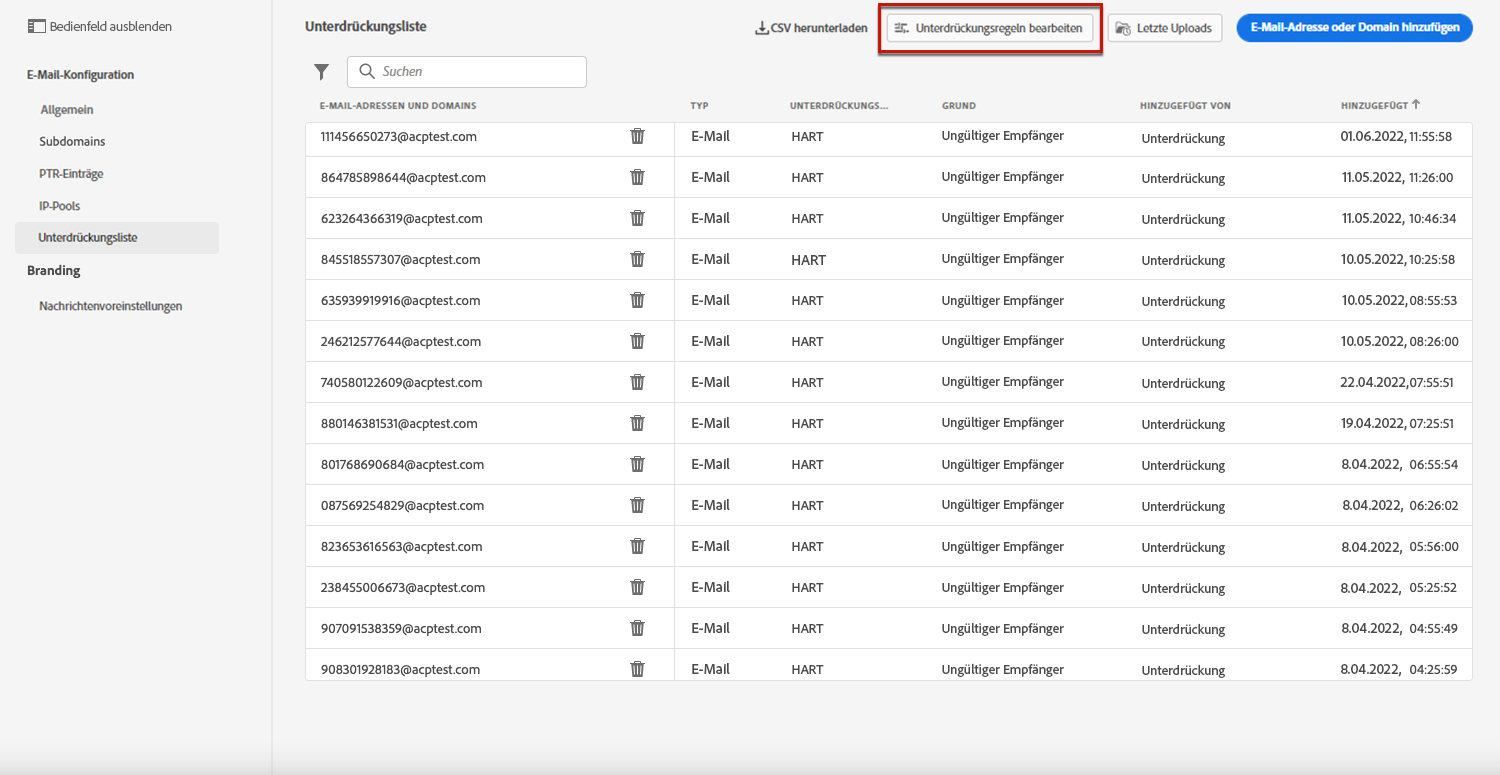 Bedienfeld ausblenden
E-Mail-Konfiguration
Allgemein
Subdomains
PTR-Einträge
IP-Pools
Unterdrückungsliste
Branding
Nachrichtenvoreinstellungen
Unterdrückungsliste
CSV herunterladen
Unterdrückungsregeln bearbeiten
Letzte Uploads
E-Mail-Adresse oder Domain hinzufügen
Suchen
E-MAIL-ADRESSEN UND DOMAINS TYP UNTERDRÜCKUNGS... GRUND HINZUGEFÜGT VON HINZUGEFÜGT
111456650273@acptest.com E-Mail HART Ungültiger Empfänger Unterdrückung 01.06.2022, 11:55:58
864785898644@acptest.com E-Mail HART Ungültiger Empfänger Unterdrückung 11.05.2022, 11:26:00
623264366319@acptest.com E-Mail HART Ungültiger Empfänger Unterdrückung 11.05.2022, 10:46:34
845518557307@acptest.com E-Mail HART Ungültiger Empfänger Unterdrückung 10.05.2022, 10:25:58
635939919916@acptest.com E-Mail HART Ungültiger Empfänger Unterdrückung 10.05.2022, 08:55:53
246212577644@acptest.com E-Mail HART Ungültiger Empfänger Unterdrückung 10.05.2022, 08:26:00
740580122609@acptest.com E-Mail HART Ungültiger Empfänger Unterdrückung 22.04.2022,07:55:51
880146381531@acptest.com E-Mail HART Ungültiger Empfänger Unterdrückung 19.04.2022, 07:25:51
801768690684@acptest.com E-Mail HART Ungültiger Empfänger Unterdrückung 8.04.2022, 06:55:54
087569254829@acptest.com E-Mail HART Ungültiger Empfänger Unterdrückung 8.04.2022, 06:26:02
823653616563@acptest.com E-Mail HART Ungültiger Empfänger Unterdrückung 8.04.2022, 05:56:00
238455006673@acptest.com E-Mail HART Ungültiger Empfänger Unterdrückung 8.04.2022, 05:25:52
907091538359@acptest.com E-Mail HART Ungültiger Empfänger Unterdrückung 8.04.2022, 04:55:49
908301928183@acptest.com E-Mail HART Ungültiger Empfänger Unterdrückung 8.04.2022, 04:25:59